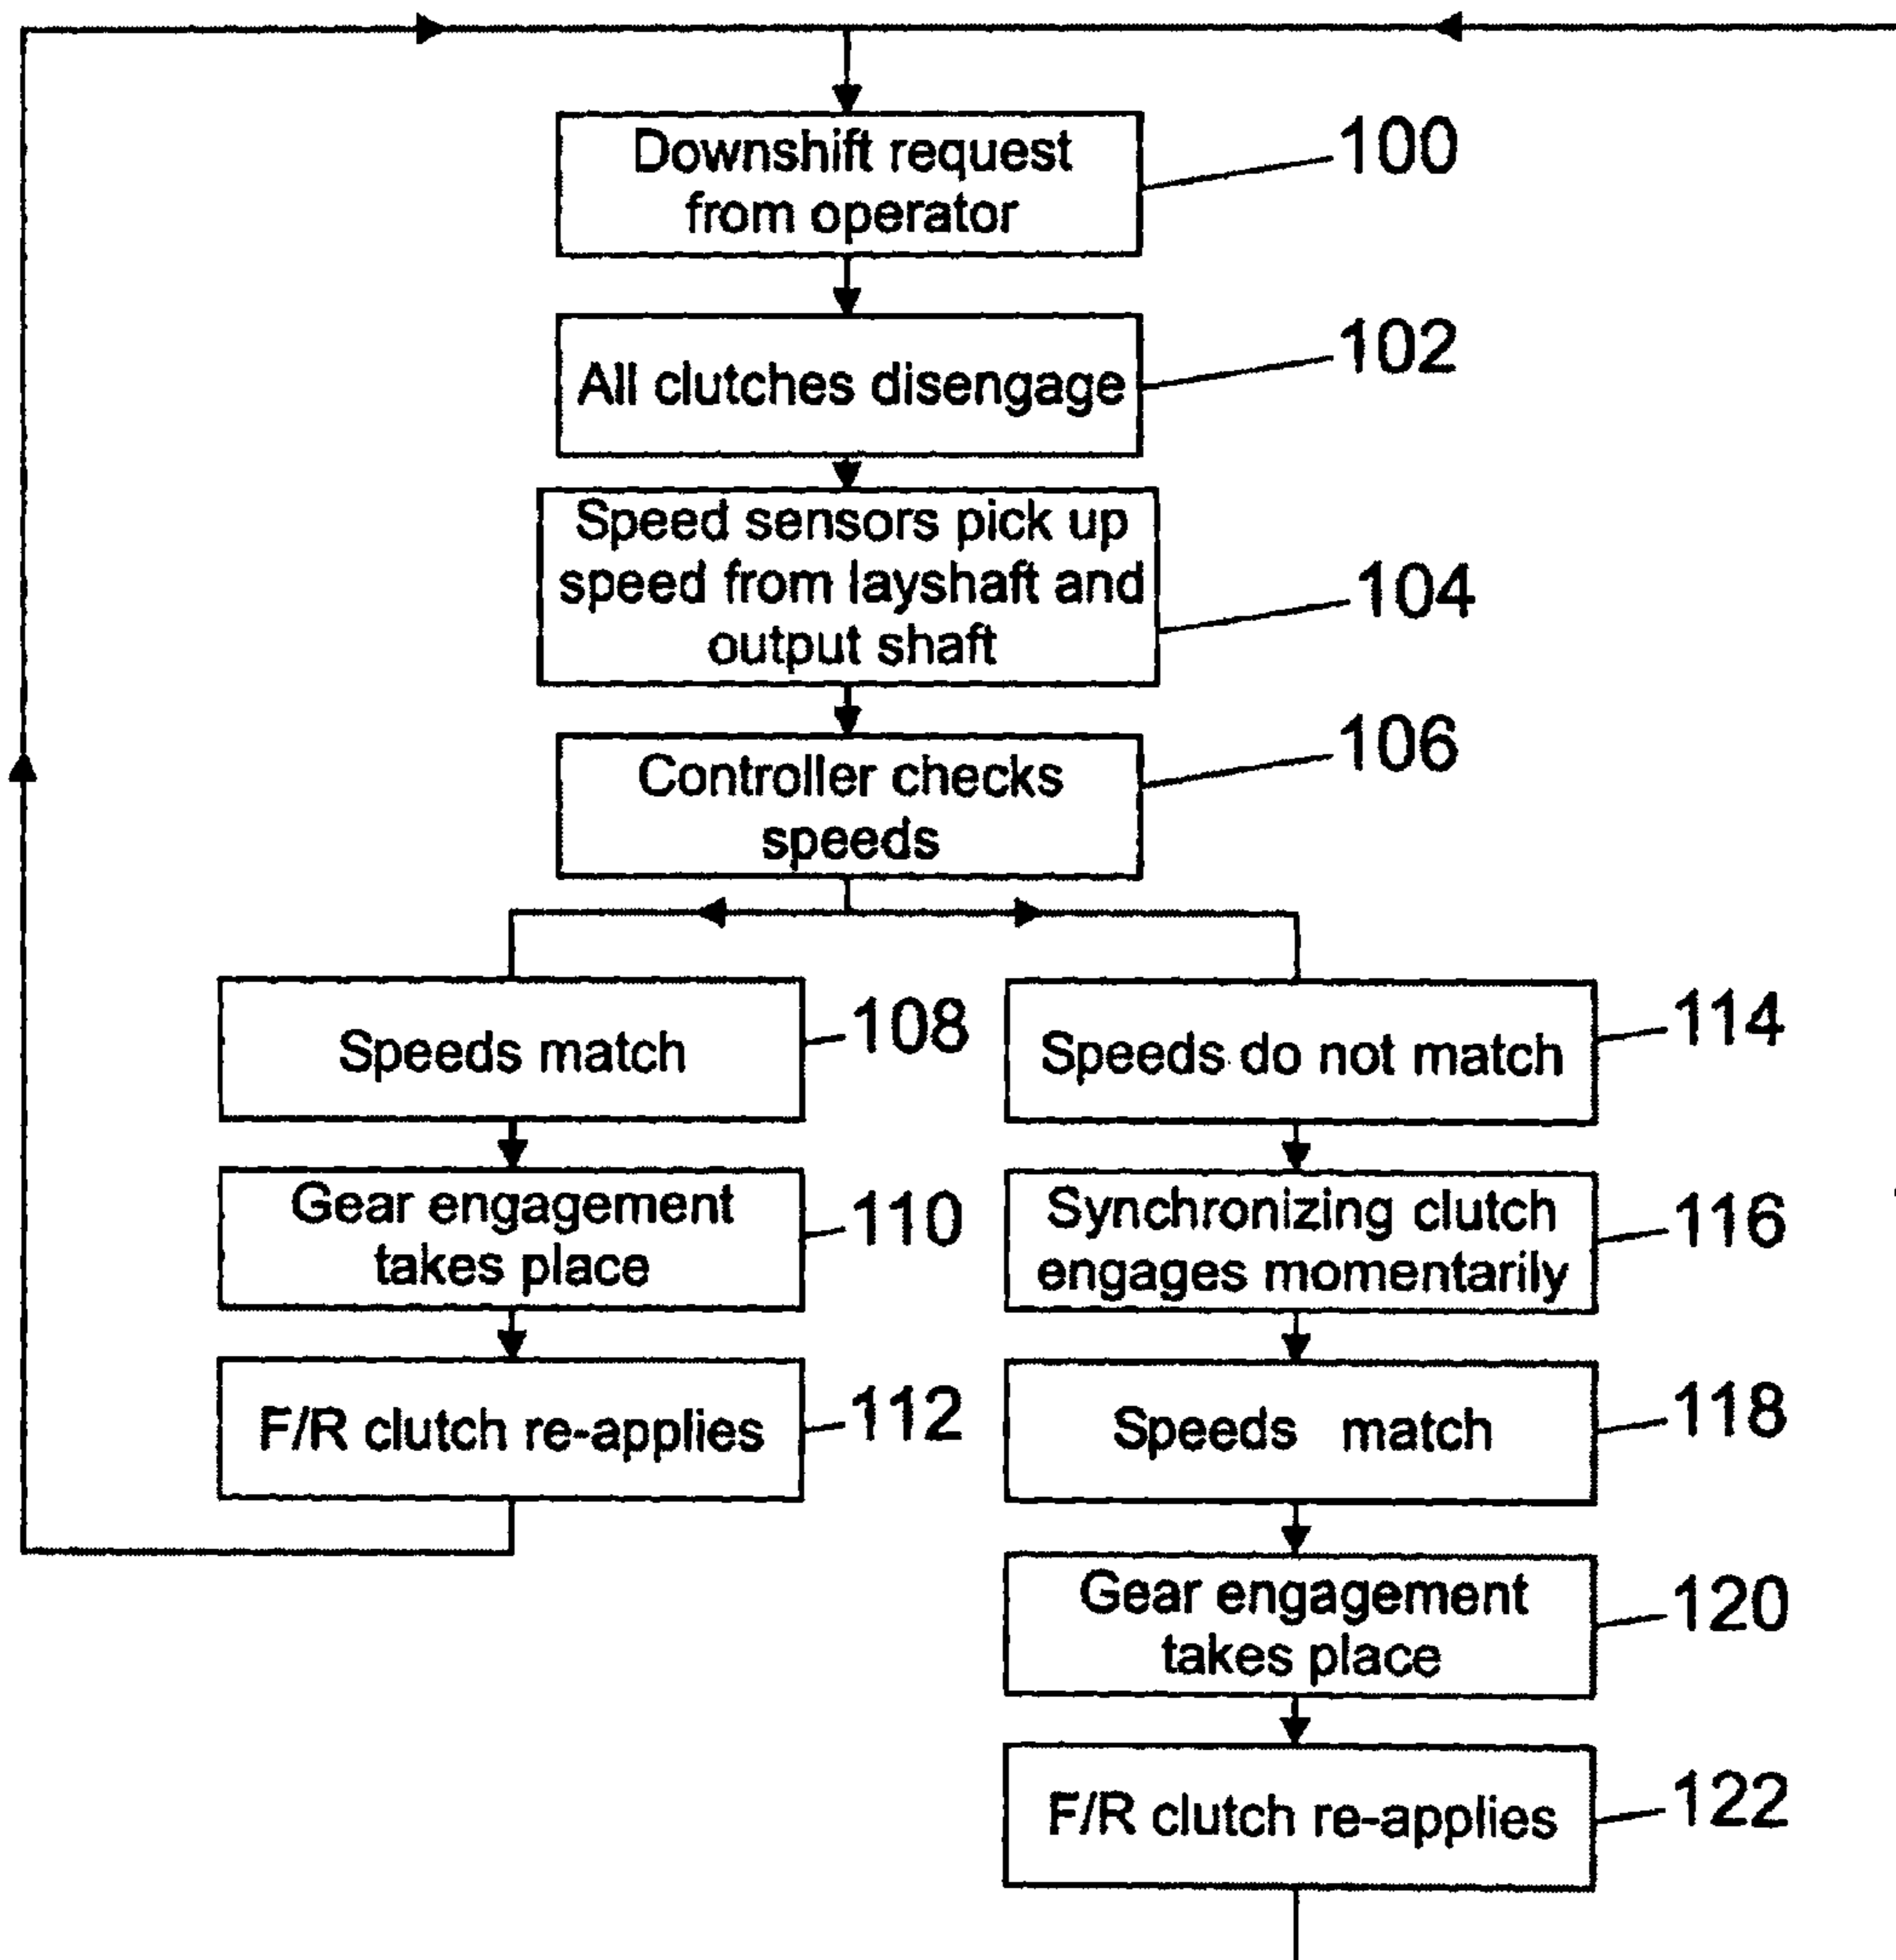 Downshift request
from operator
100
All clutches disengage
102
Speed sensors pick up
speed from layshaft and
output shaft
104
Controller checks
speeds
106
Speeds match
108
Speeds do not match
114
Gear engagement
takes place
110
Synchronizing clutch
engages momentarily
116
F/R clutch re-applies
112
Speeds match
118
Gear engagement
takes place
120
F/R clutch re-applies
122